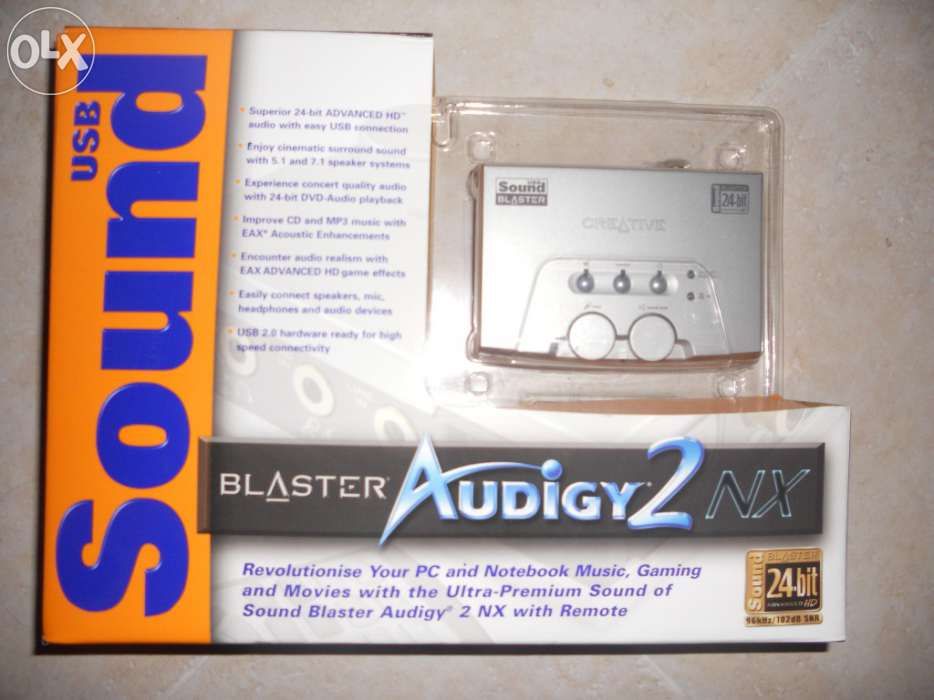 OLX
USB
Sound
Superior 24-bit ADVANCED HD™
audio with easy USB connection
Enjoy cinematic surround sound
with 5.1 and 7.1 speaker systems
Experience concert quality audio
with 24-bit DVD-Audio playback
Improve CD and MP3 music with
EAX® Acoustic Enhancements
Encounter audio realism with
EAX ADVANCED HD game effects
Easily connect speakers, mic,
headphones and audio devices
USB 2.0 hardware ready for high
speed connectivity
Sound
BLASTER
24-bit
CREATIVE
BLASTER® AUDIGY® 2 NX
Revolutionise Your PC and Notebook Music, Gaming
and Movies with the Ultra-Premium Sound of
Sound Blaster Audigy® 2 NX with Remote
Sound
BLASTER
24-bit
ADVANCED HD
96kHz/102dB SNR